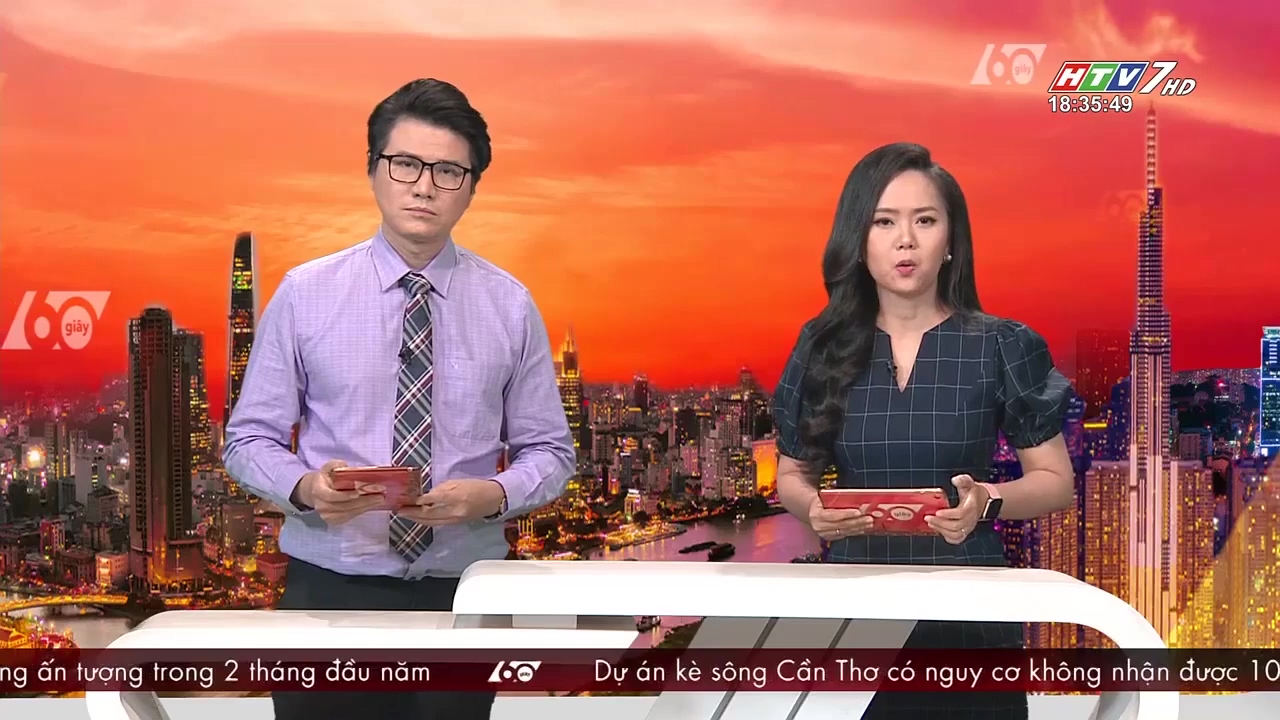 60 giây
HTV7 HD
18:35:49
60 giây
60 giây
ng ấn tượng trong 2 tháng đầu năm 60 Dự án kè sông Cần Thơ có nguy cơ không nhận được 10